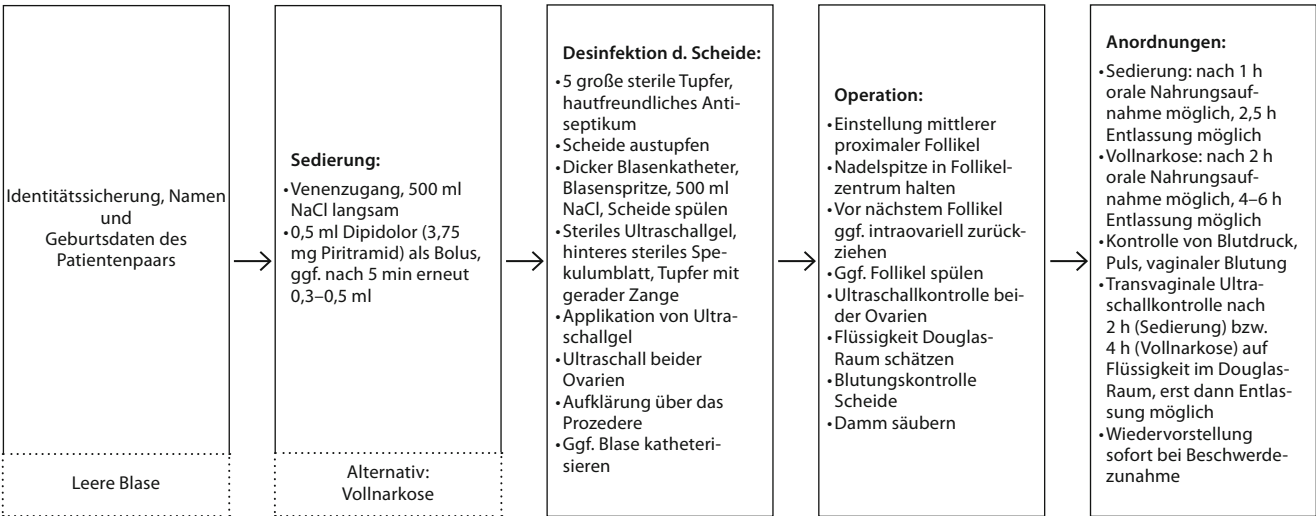 Identitätssicherung, Namen
und
Geburtsdaten des
Patientenpaars
Leere Blase
Sedierung:
•Venenzugang, 500 ml
NaCl langsam
•0,5 ml Dipidolor (3,75
mg Piritramid) als Bolus,
ggf. nach 5 min erneut
0,3–0,5 ml
Alternativ:
Vollnarkose
Desinfektion d. Scheide:
•5 große sterile Tupfer,
hautfreundliches Anti-
septikum
•Scheide austupfen
•Dicker Blasenkatheter,
Blasenspritze, 500 ml
NaCl, Scheide spülen
•Steriles Ultraschallgel,
hinteres steriles Spe-
kulumblatt, Tupfer mit
gerader Zange
•Applikation von Ultra-
schallgel
•Ultraschall beider
Ovarien
•Aufklärung über das
Prozedere
•Ggf. Blase katheteri-
sieren
Operation:
•Einstellung mittlerer
proximaler Follikel
•Nadelspitze in Follikel-
zentrum halten
•Vor nächstem Follikel
ggf. intraovariell zurück-
ziehen
•Ggf. Follikel spülen
•Ultraschallkontrolle bei-
der Ovarien
•Flüssigkeit Douglas-
Raum schätzen
•Blutungskontrolle
Scheide
•Damm säubern
Anordnungen:
•Sedierung: nach 1 h
orale Nahrungsauf-
nahme möglich, 2,5 h
Entlassung möglich
•Vollnarkose: nach 2 h
orale Nahrungsauf-
nahme möglich, 4–6 h
Entlassung möglich
•Kontrolle von Blutdruck,
Puls, vaginaler Blutung
•Transvaginale Ultra-
schallkontrolle nach
2 h (Sedierung) bzw.
4 h (Vollnarkose) auf
Flüssigkeit im Douglas-
Raum, erst dann Entlas-
sung möglich
•Wiedervorstellung
sofort bei Beschwerde-
zunahme